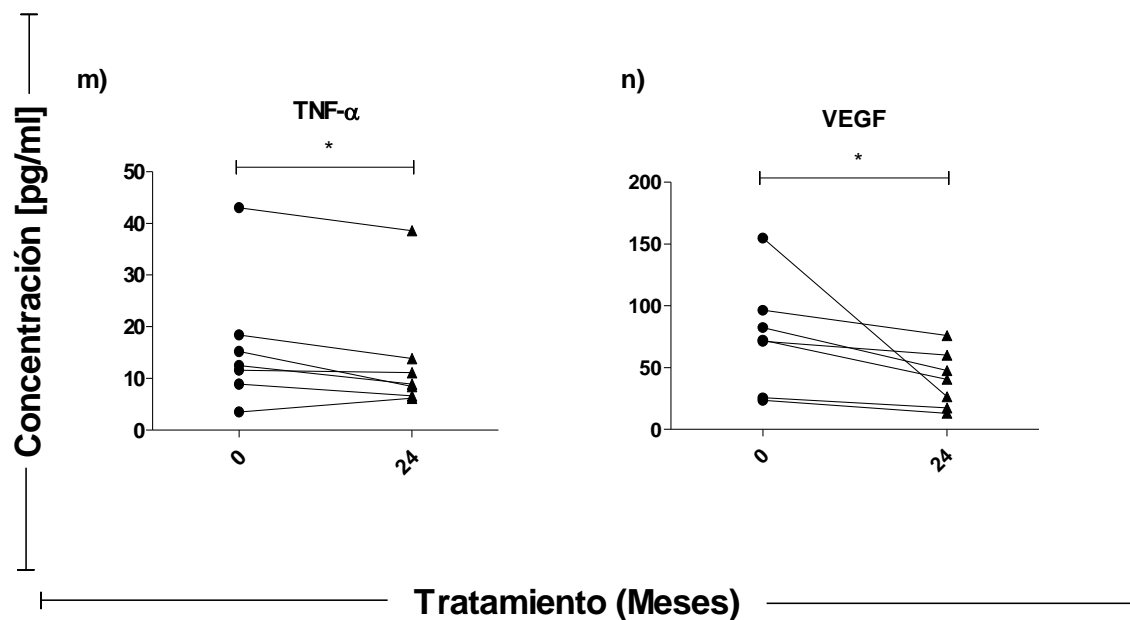 m)
TNF-α
*
50
40
30
20
10
0
0
24
n)
VEGF
*
200
150
100
50
0
0
24
Concentración [pg/ml]
Tratamiento (Meses)